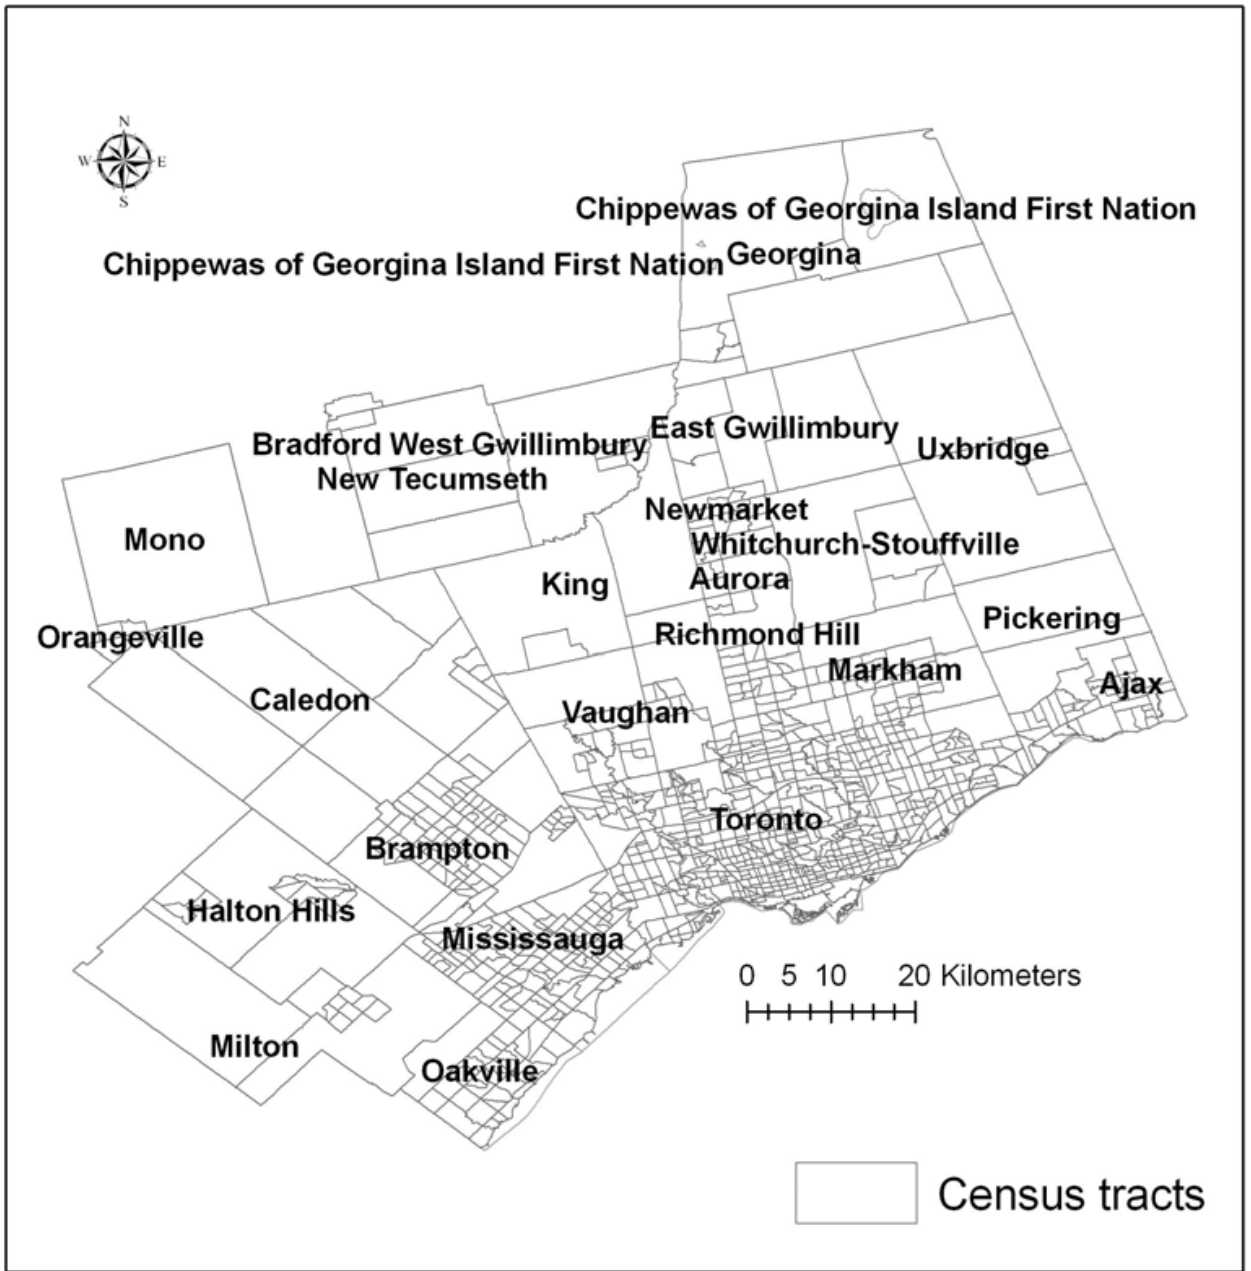 N
W E
S
Chippewas of Georgina Island First Nation
Georgina
Chippewas of Georgina Island First Nation
East Gwillimbury
Bradford West Gwillimbury
Uxbridge
New Tecumseth
Newmarket
Mono
Whitchurch-Stouffville
King
Aurora
Pickering
Orangeville
Richmond Hill
Markham
Ajax
Caledon
Vaughan
Toronto
Brampton
Halton Hills
Mississauga
0 5 10 20 Kilometers
Milton
Oakville
Census tracts